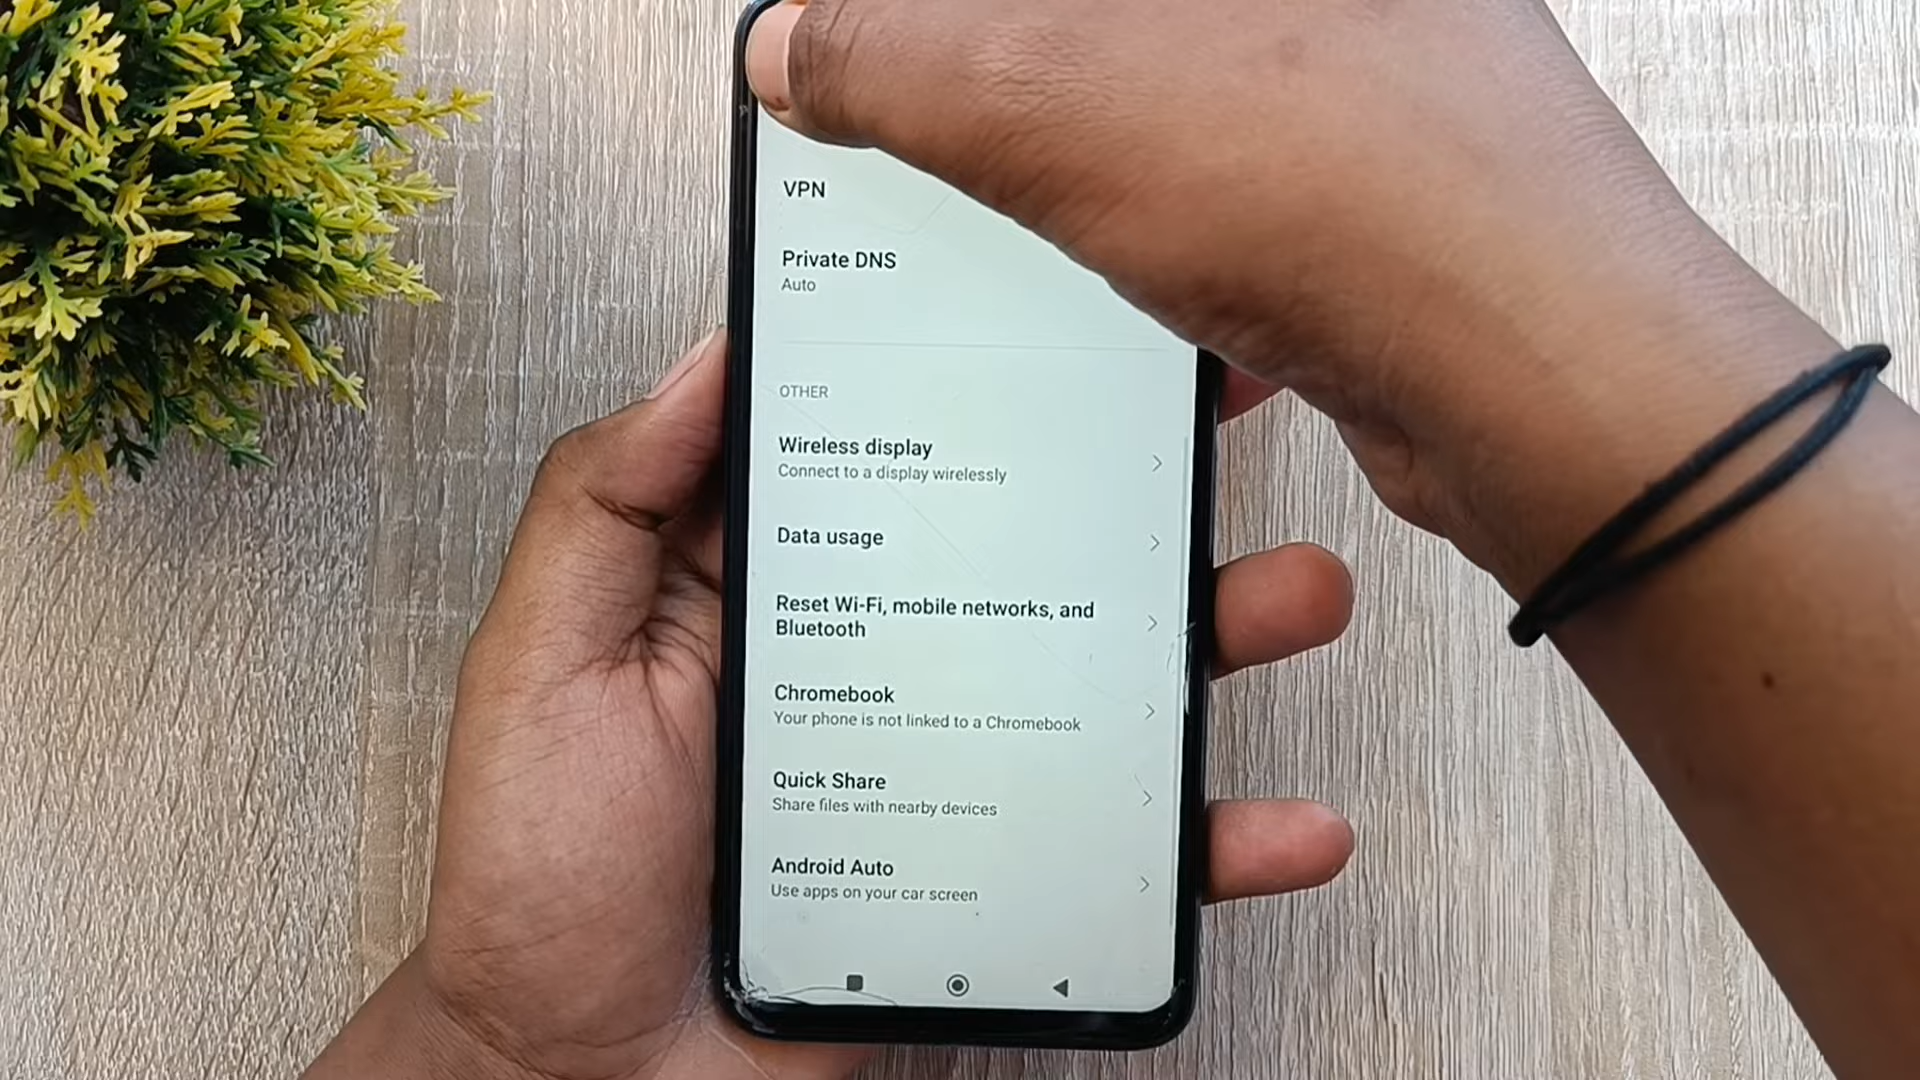 VPN
Private DNS
Auto
OTHER
Wireless display
Connect to a display wirelessly
Data usage
Reset Wi-Fi, mobile networks, and
Bluetooth
Chromebook
Your phone is not linked to a Chromebook
Quick Share
Share files with nearby devices
Android Auto
Use apps on your car screen